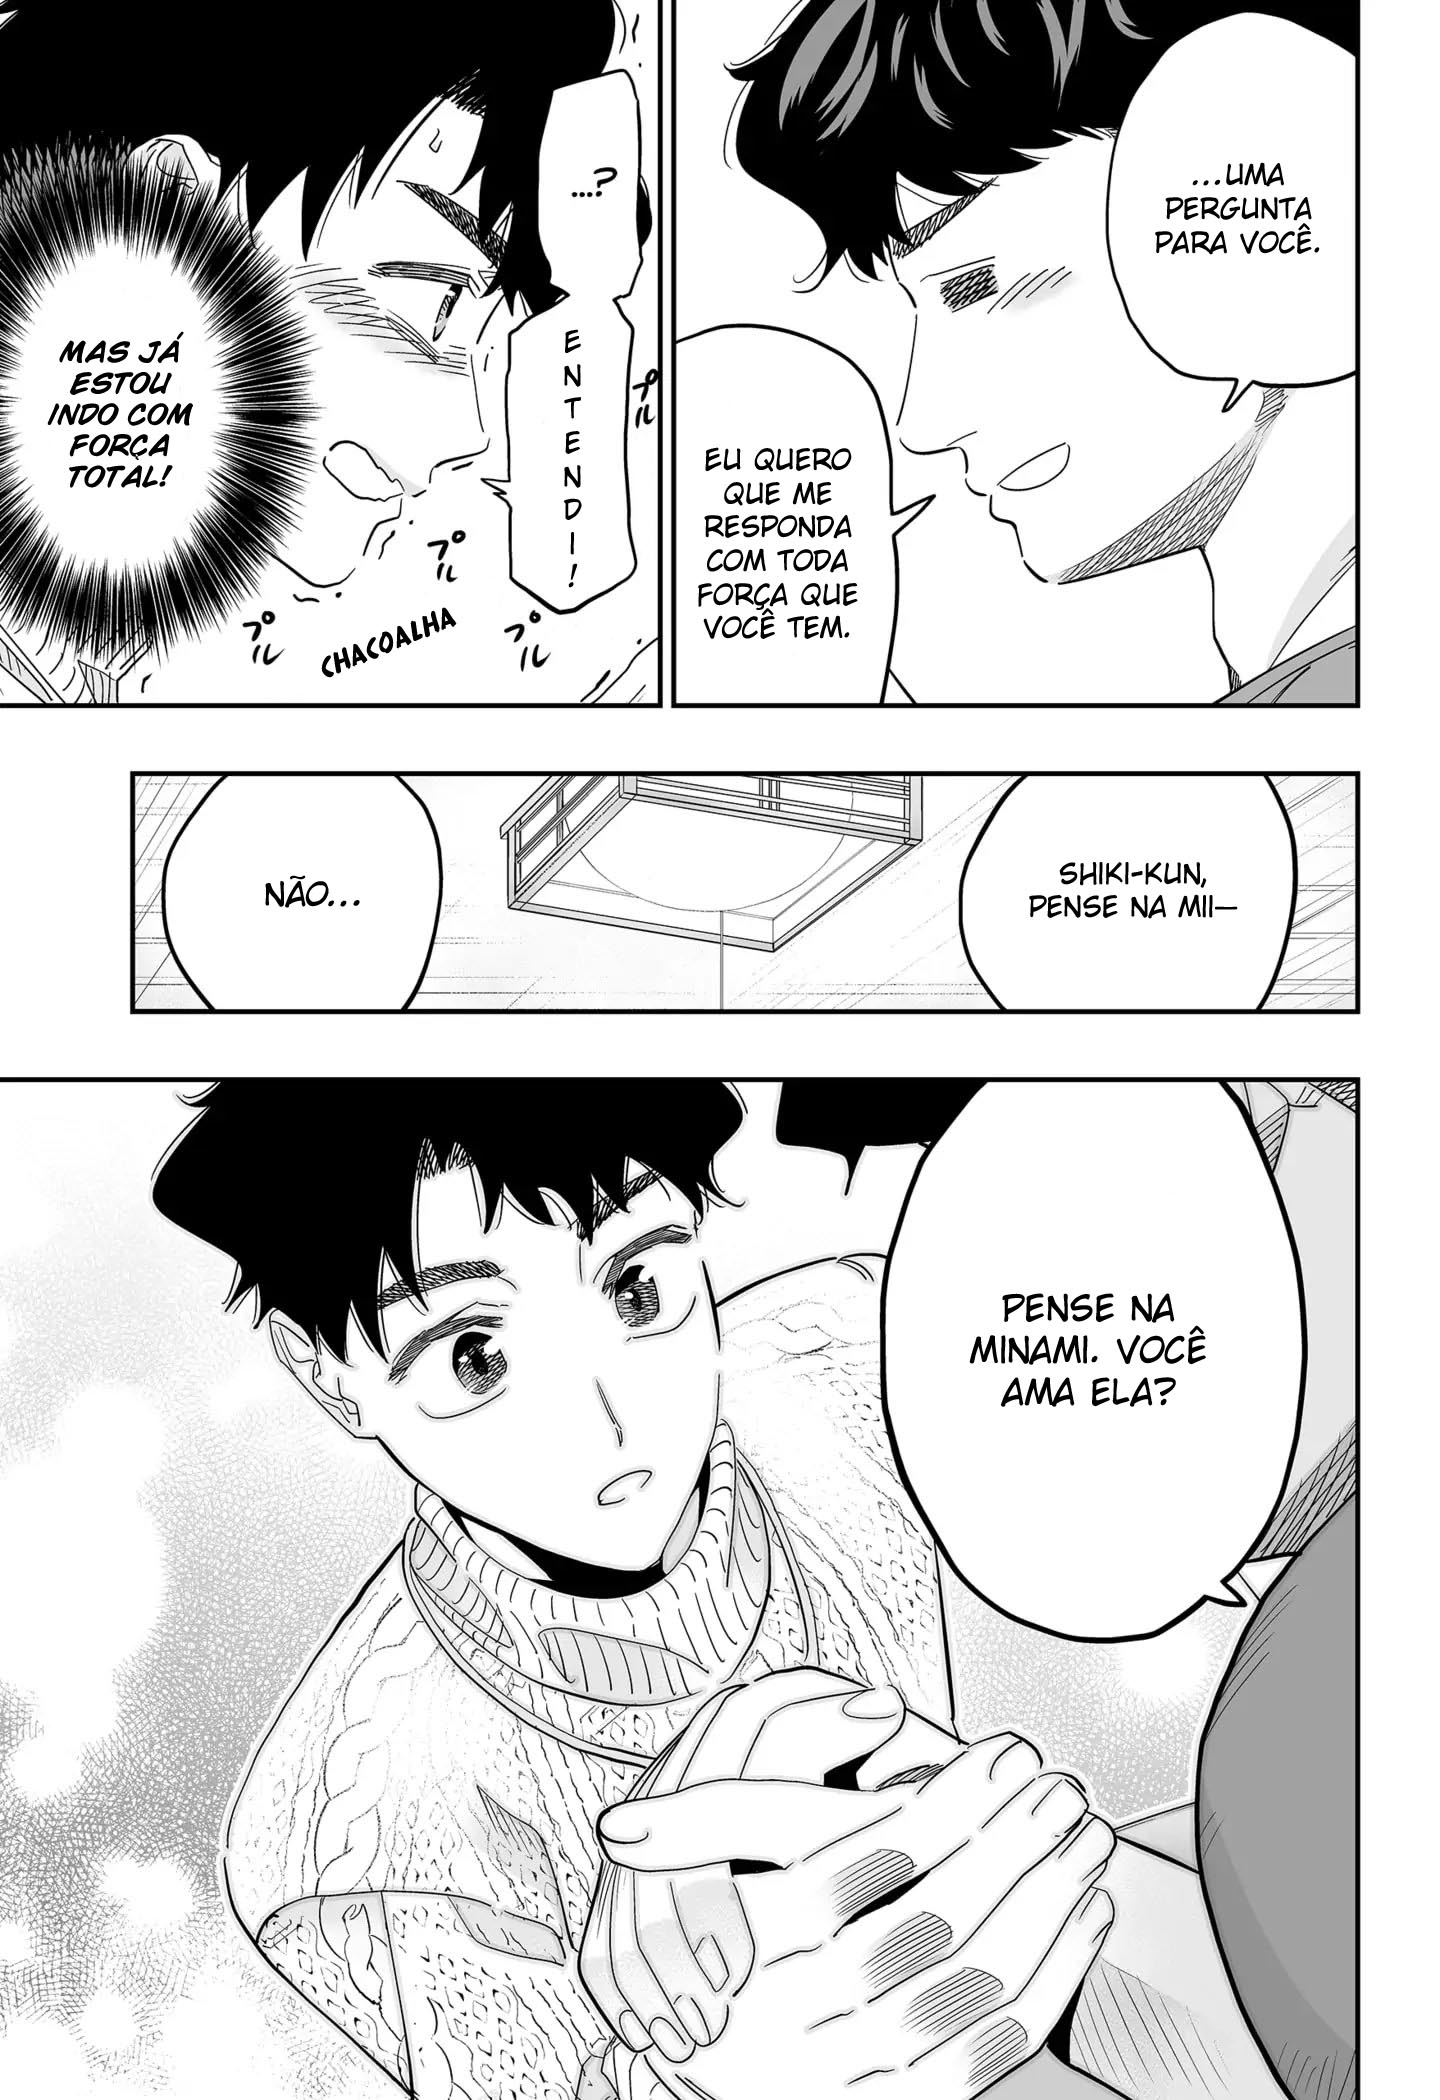 ...UMA
PERGUNTA
PARA VOCÊ.
EU QUERO
QUE ME
RESPONDA
COM TODA
FORÇA QUE
VOCÊ TEM.
...?
ENTENDI!
MAS JÁ
ESTOU
INDO COM
FORÇA
TOTAL!
プル
プル
プル
CHACOALHA
プル
SHIKI-KUN,
PENSE NA MII—
NÃO...
PENSE NA
MINAMI. VOCÊ
AMA ELA?